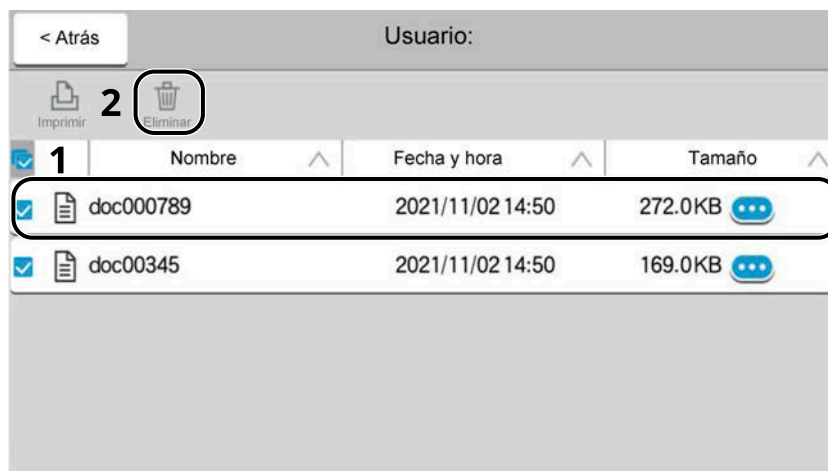 < Atrás Usuario:
Imprimir 2 Eliminar
1 Nombre Fecha y hora Tamaño
doc000789 2021/11/02 14:50 272.0KB
doc00345 2021/11/02 14:50 169.0KB